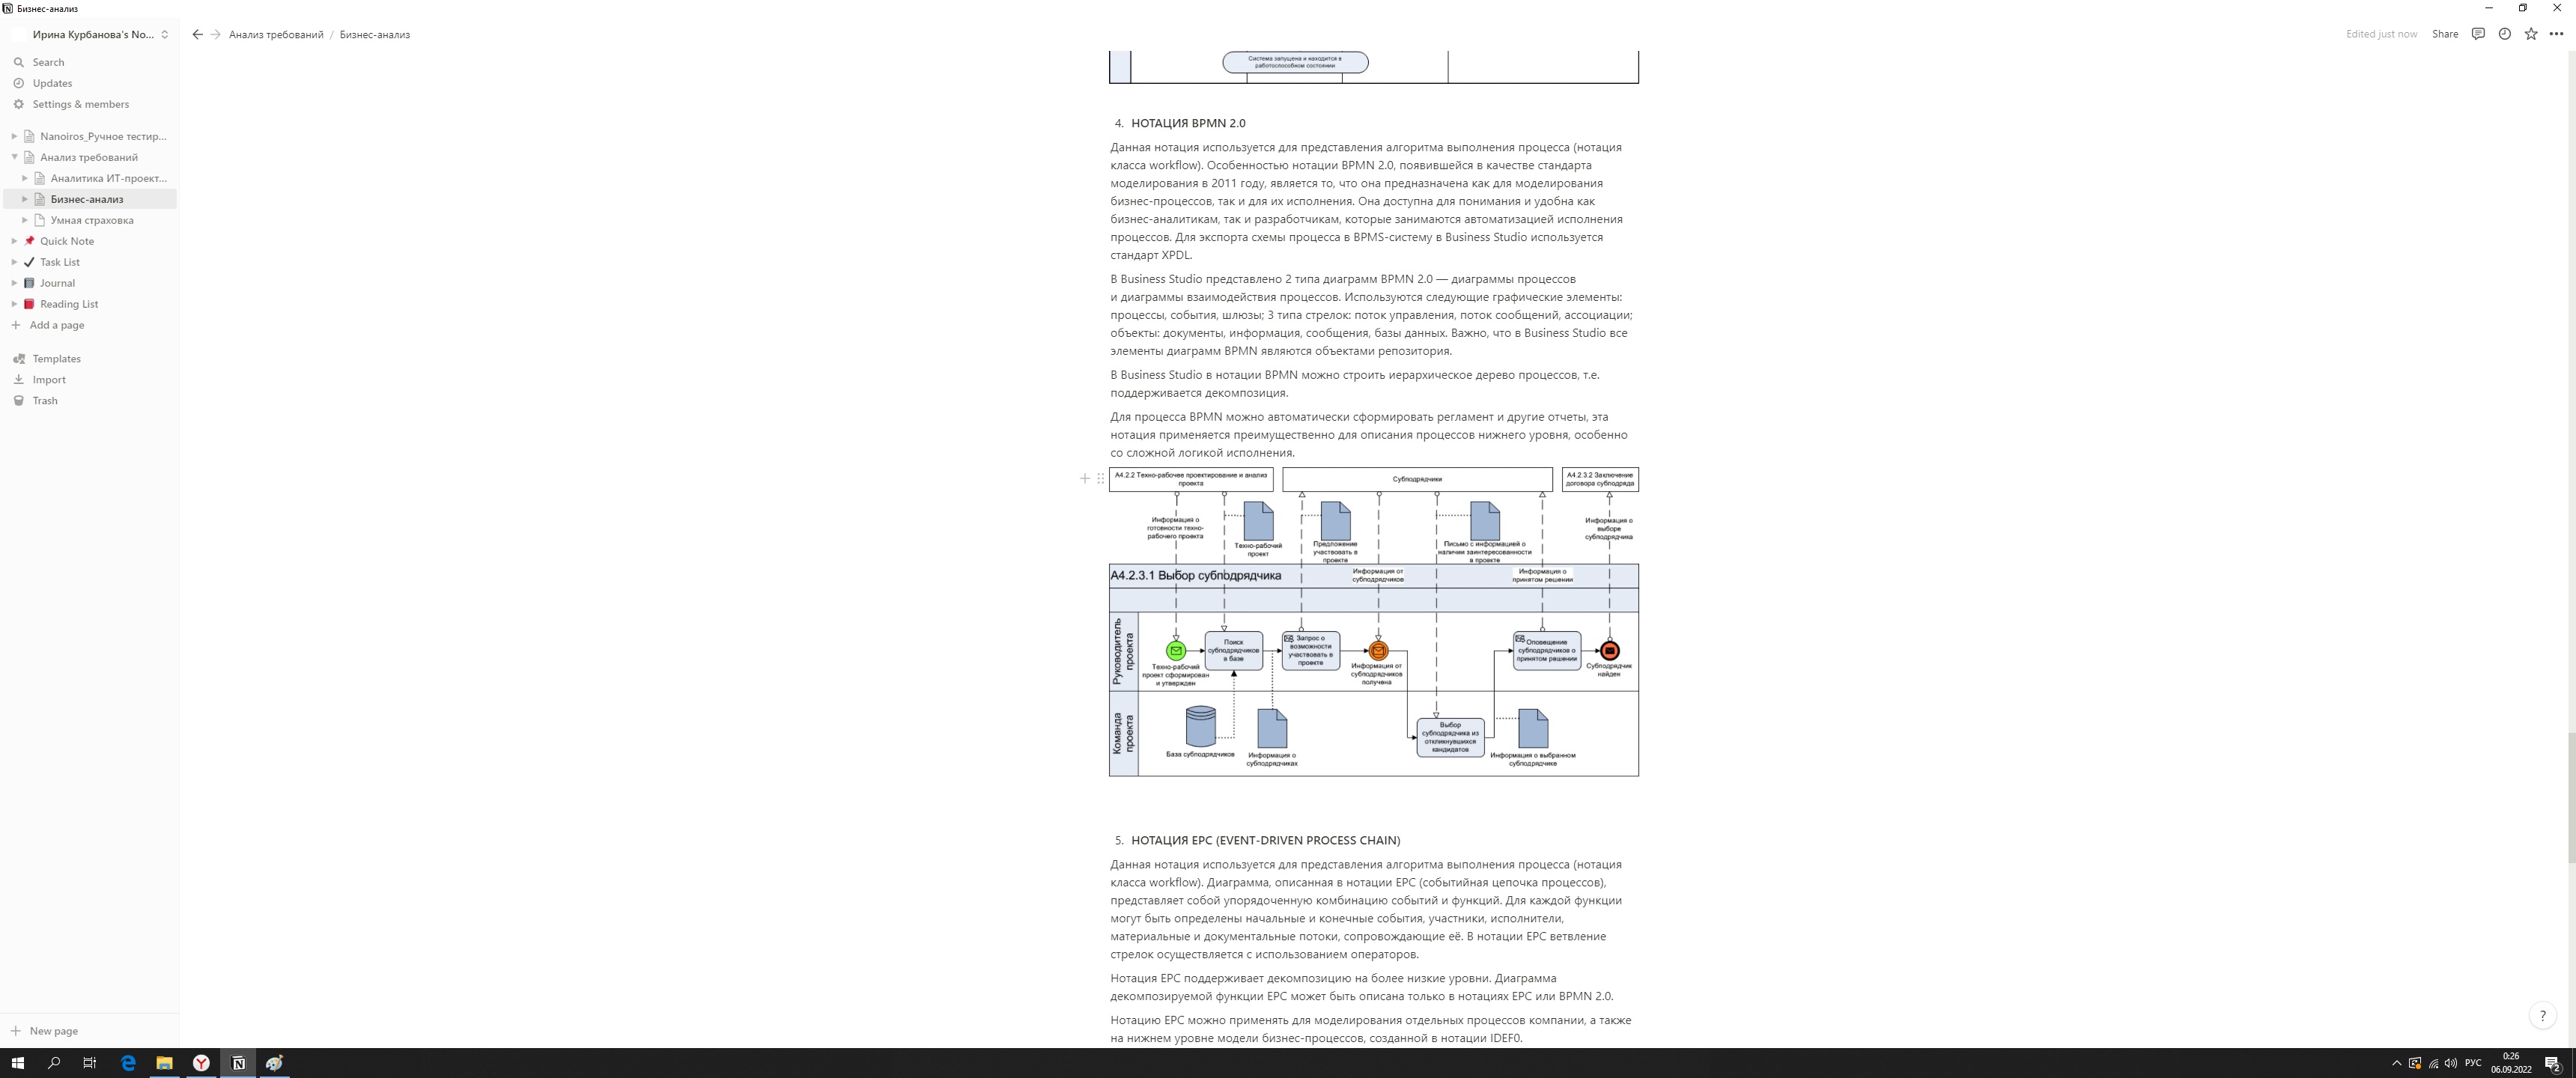 Бизнес-анализ
Ирина Курбанова's No...
Анализ требований / Бизнес-анализ
Edited just now
Share
Search
Updates
Settings & members
Nanoiros_Ручное тестир...
Анализ требований
Аналитика ИТ-проект...
Бизнес-анализ
Умная страховка
Quick Note
Task List
Journal
Reading List
Add a page
Templates
Import
Trash
New page
Система запущена и находится в
работоспособном состоянии
4. НОТАЦИЯ BPMN 2.0
Данная нотация используется для представления алгоритма выполнения процесса (нотация
класса workflow). Особенностью нотации BPMN 2.0, появившейся в качестве стандарта
моделирования в 2011 году, является то, что она предназначена как для моделирования
бизнес-процессов, так и для их исполнения. Она доступна для понимания и удобна как
бизнес-аналитикам, так и разработчикам, которые занимаются автоматизацией исполнения
процессов. Для экспорта схемы процесса в BPMS-систему в Business Studio используется
стандарт XPDL.
В Business Studio представлено 2 типа диаграмм BPMN 2.0 — диаграммы процессов
и диаграммы взаимодействия процессов. Используются следующие графические элементы:
процессы, события, шлюзы; 3 типа стрелок: поток управления, поток сообщений, ассоциации;
объекты: документы, информация, сообщения, базы данных. Важно, что в Business Studio все
элементы диаграмм BPMN являются объектами репозитория.
В Business Studio в нотации BPMN можно строить иерархическое дерево процессов, т.е.
поддерживается декомпозиция.
Для процесса BPMN можно автоматически сформировать регламент и другие отчеты, эта
нотация применяется преимущественно для описания процессов нижнего уровня, особенно
со сложной логикой исполнения.
A4.2.2 Техно-рабочее проектирование и анализ
проекта
Субподрядчики
A4.2.3.2 Заключение
договора субподряда
Информация о
готовности техно-
рабочего проекта
Техно-рабочий
проект
Предложение
участвовать в
проекте
Письмо с информацией о
наличии заинтересованности
в проекте
Информация о
выборе
субподрядчика
A4.2.3.1 Выбор субподрядчика
Информация от
субподрядчиков
Информация о
принятом решении
Руководитель
проекта
Техно-рабочий
проект сформирован
и утвержден
Поиск
субподрядчиков
в базе
Запрос о
возможности
участвовать в
проекте
Информация от
субподрядчиков
получена
Оповещение
субподрядчиков о
принятом решении
Субподрядчик
найден
Команда
проекта
База субподрядчиков
Информация о
субподрядчиках
Выбор
субподрядчика из
откликнувшихся
кандидатов
Информация о выбранном
субподрядчике
5. НОТАЦИЯ EPC (EVENT-DRIVEN PROCESS CHAIN)
Данная нотация используется для представления алгоритма выполнения процесса (нотация
класса workflow). Диаграмма, описанная в нотации EPC (событийная цепочка процессов),
представляет собой упорядоченную комбинацию событий и функций. Для каждой функции
могут быть определены начальные и конечные события, участники, исполнители,
материальные и документальные потоки, сопровождающие её. В нотации EPC ветвление
стрелок осуществляется с использованием операторов.
Нотация EPC поддерживает декомпозицию на более низкие уровни. Диаграмма
декомпозируемой функции EPC может быть описана только в нотациях EPC или BPMN 2.0.
Нотацию EPC можно применять для моделирования отдельных процессов компании, а также
на нижнем уровне модели бизнес-процессов, созданной в нотации IDEF0.
?
РУС
0:26
06.09.2022
2